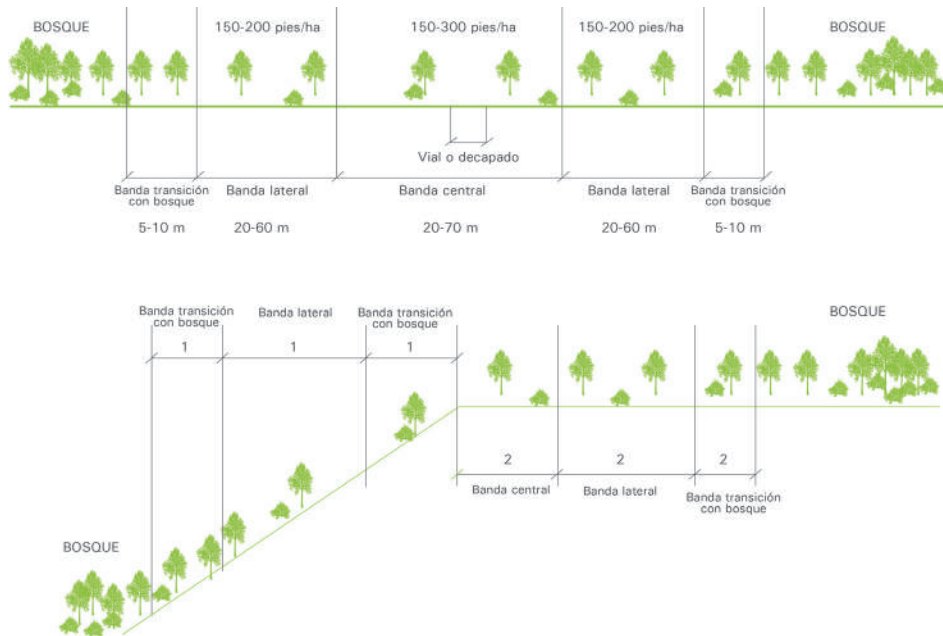 BOSQUE
150-200 pies/ha
150-300 pies/ha
150-200 pies/ha
BOSQUE
Vial o decapado
Banda transición
con bosque
Banda lateral
Banda central
Banda lateral
Banda transición
con bosque
5-10 m
20-60 m
20-70 m
20-60 m
5-10 m
Banda transición
con bosque
Banda lateral
Banda transición
con bosque
BOSQUE
1
1
1
2
2
2
Banda central
Banda lateral
Banda transición
con bosque
BOSQUE